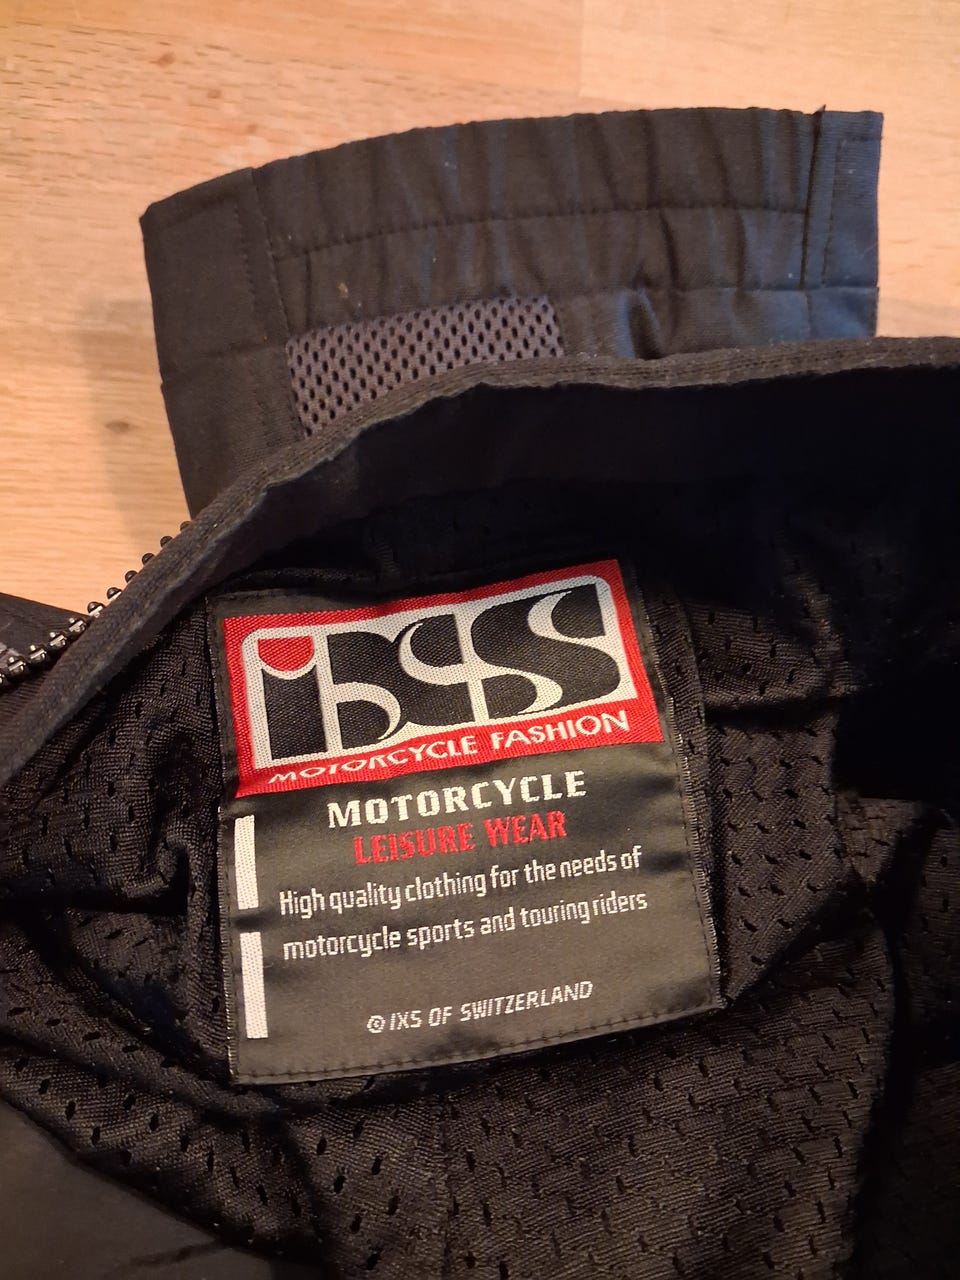 iXS
MOTORCYCLE FASHION
MOTORCYCLE
LEISURE WEAR
High quality clothing for the needs of
motorcycle sports and touring riders
© IXS OF SWITZERLAND